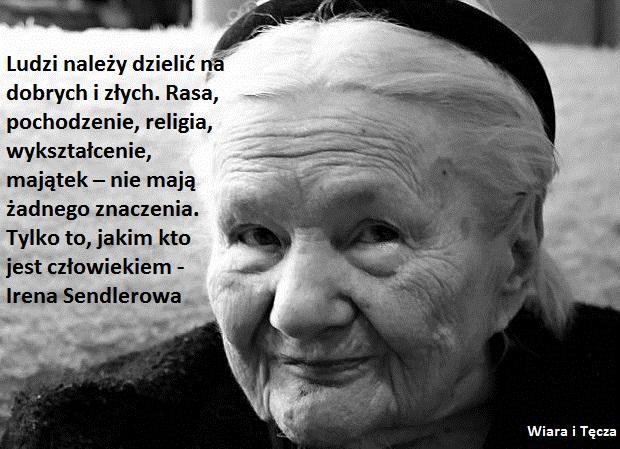 Ludzi należy dzielić na
dobrych i złych. Rasa,
pochodzenie, religia,
wykształcenie,
majątek – nie mają
żadnego znaczenia.
Tylko to, jakim kto
jest człowiekiem -
Irena Sendlerowa
Wiara i Tęcza